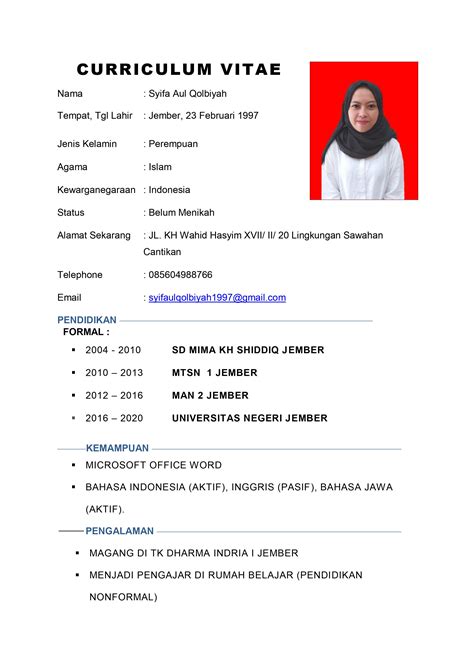 CURRICULUM VITAE
Nama : Syifa Aul Qolbiyah
Tempat, Tgl Lahir : Jember, 23 Februari 1997
Jenis Kelamin : Perempuan
Agama : Islam
Kewarganegaraan : Indonesia
Status : Belum Menikah
Alamat Sekarang : JL. KH Wahid Hasyim XVII/ II/ 20 Lingkungan Sawahan
Cantikan
Telephone : 085604988766
Email : syifaulqolbiyah1997@gmail.com
PENDIDIKAN
FORMAL :
▪ 2004 - 2010 SD MIMA KH SHIDDIQ JEMBER
▪ 2010 – 2013 MTSN 1 JEMBER
▪ 2012 – 2016 MAN 2 JEMBER
▪ 2016 – 2020 UNIVERSITAS NEGERI JEMBER
KEMAMPUAN
▪ MICROSOFT OFFICE WORD
▪ BAHASA INDONESIA (AKTIF), INGGRIS (PASIF), BAHASA JAWA
(AKTIF).
PENGALAMAN
▪ MAGANG DI TK DHARMA INDRIA I JEMBER
▪ MENJADI PENGAJAR DI RUMAH BELAJAR (PENDIDIKAN
NONFORMAL)